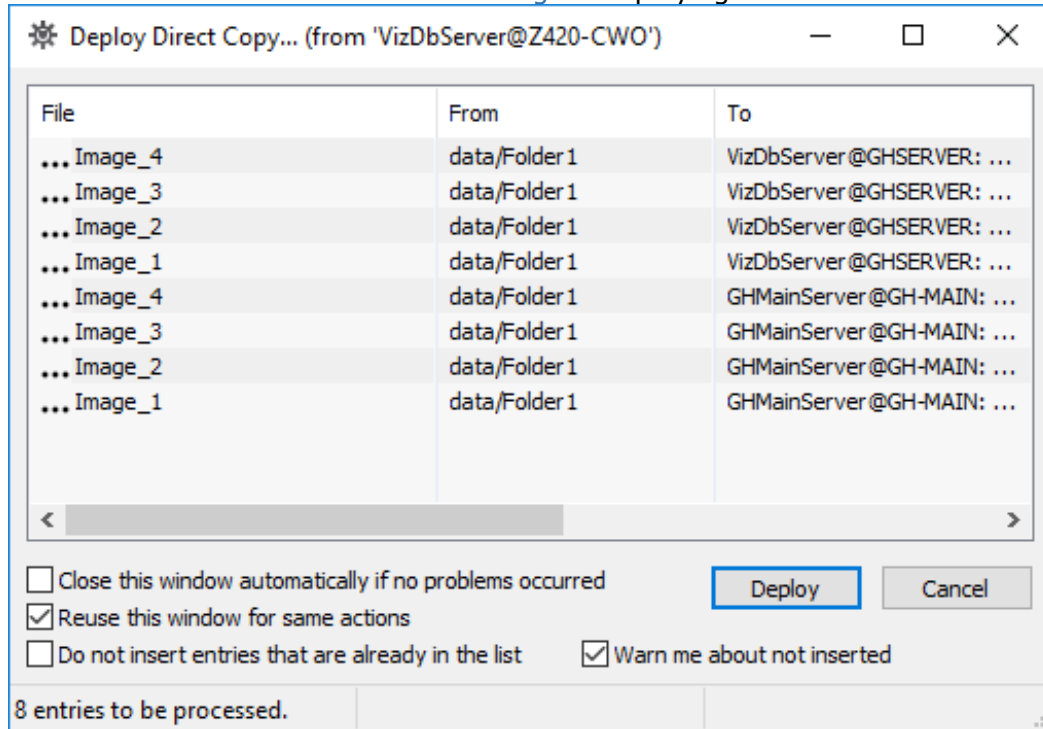 Deploy Direct Copy... (from 'VizDbServer@Z420-CWO')
File From To
... Image_4 data/Folder1 VizDbServer@GHSERVER: ...
... Image_3 data/Folder1 VizDbServer@GHSERVER: ...
... Image_2 data/Folder1 VizDbServer@GHSERVER: ...
... Image_1 data/Folder1 VizDbServer@GHSERVER: ...
... Image_4 data/Folder1 GHMainServer@GH-MAIN: ...
... Image_3 data/Folder1 GHMainServer@GH-MAIN: ...
... Image_2 data/Folder1 GHMainServer@GH-MAIN: ...
... Image_1 data/Folder1 GHMainServer@GH-MAIN: ...
Close this window automatically if no problems occurred Deploy Cancel
Reuse this window for same actions
Do not insert entries that are already in the list Warn me about not inserted
8 entries to be processed.